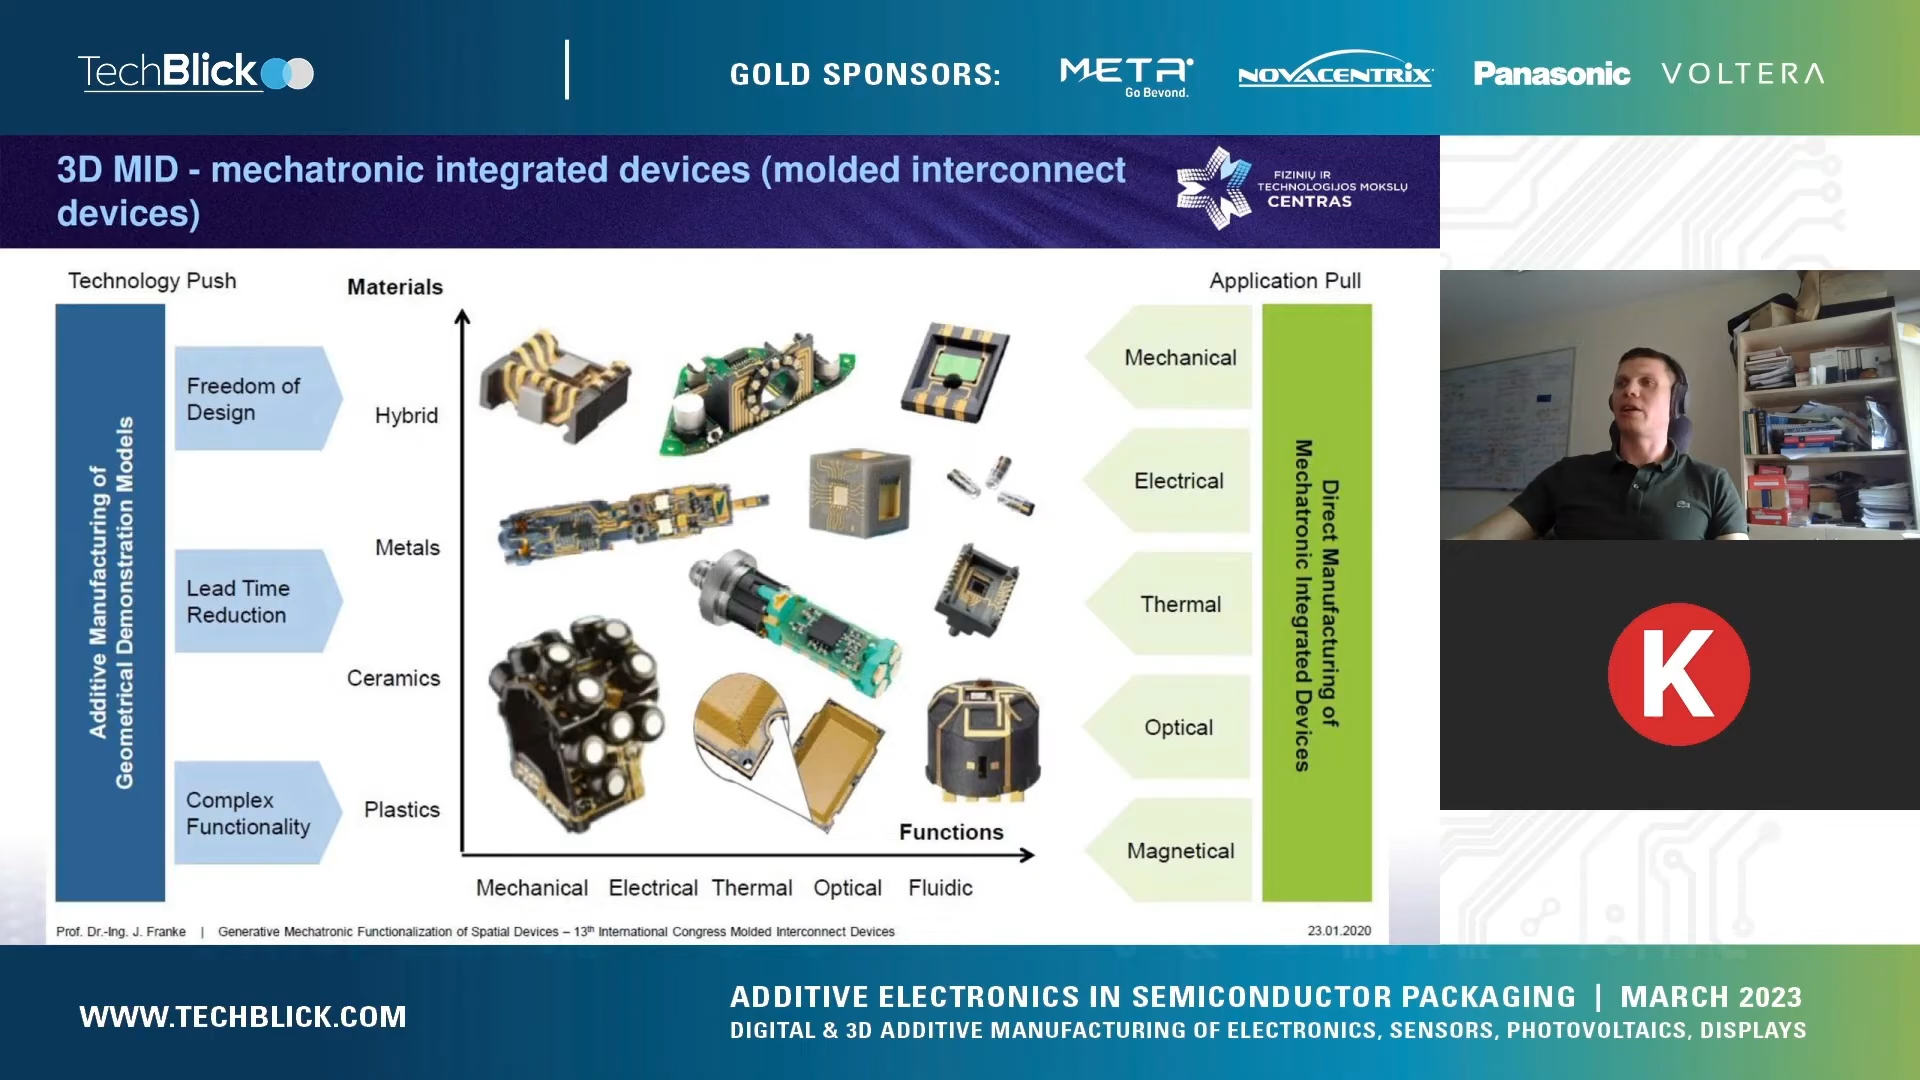 TechBlick
GOLD SPONSORS:
META
Go Beyond.
NOVACENTRIX
Panasonic
VOLTERA
3D MID - mechatronic integrated devices (molded interconnect
devices)
FIZINIŲ IR
TECHNOLOGIJOS MOKSLŲ
CENTRAS
Technology Push
Materials
Application Pull
Additive Manufacturing of
Geometrical Demonstration Models
Freedom of
Design
Lead Time
Reduction
Complex
Functionality
Hybrid
Metals
Ceramics
Plastics
Functions
Mechanical Electrical Thermal Optical Fluidic
Mechanical
Electrical
Thermal
Optical
Magnetical
Direct Manufacturing of
Mechatronic Integrated Devices
Prof. Dr.-Ing. J. Franke | Generative Mechatronic Functionalization of Spatial Devices – 13th International Congress Molded Interconnect Devices
23.01.2020
K
WWW.TECHBLICK.COM
ADDITIVE ELECTRONICS IN SEMICONDUCTOR PACKAGING | MARCH 2023
DIGITAL & 3D ADDITIVE MANUFACTURING OF ELECTRONICS, SENSORS, PHOTOVOLTAICS, DISPLAYS